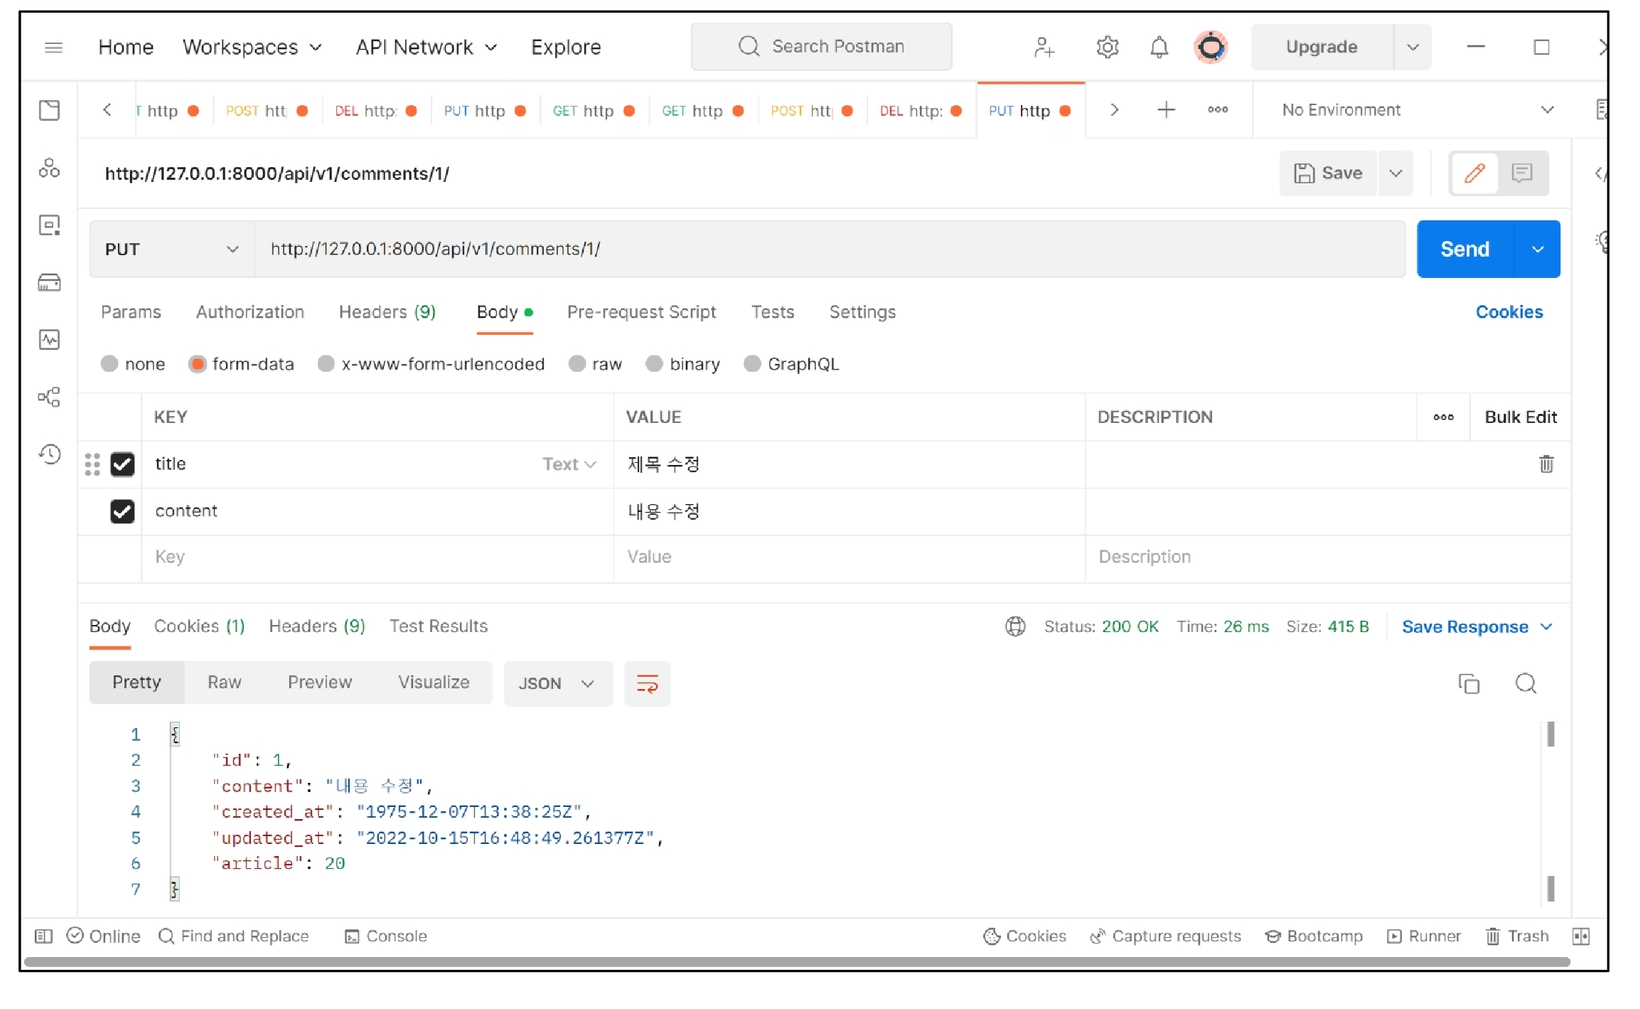 Home Workspaces API Network Explore Search Postman Upgrade
http POST htt DEL http: PUT http GET http GET http POST htt DEL http: PUT http No Environment
http://127.0.0.1:8000/api/v1/comments/1/ Save
PUT http://127.0.0.1:8000/api/v1/comments/1/ Send
Params Authorization Headers (9) Body Pre-request Script Tests Settings Cookies
none form-data x-www-form-urlencoded raw binary GraphQL
KEY VALUE DESCRIPTION Bulk Edit
title Text 제목 수정
content 내용 수정
Key Value Description
Body Cookies (1) Headers (9) Test Results Status: 200 OK Time: 26 ms Size: 415 B Save Response
Pretty Raw Preview Visualize JSON
1 {
2 "id": 1,
3 "content": "내용 수정",
4 "created_at": "1975-12-07T13:38:25Z",
5 "updated_at": "2022-10-15T16:48:49.261377Z",
6 "article": 20
7 }
Online Find and Replace Console Cookies Capture requests Bootcamp Runner Trash